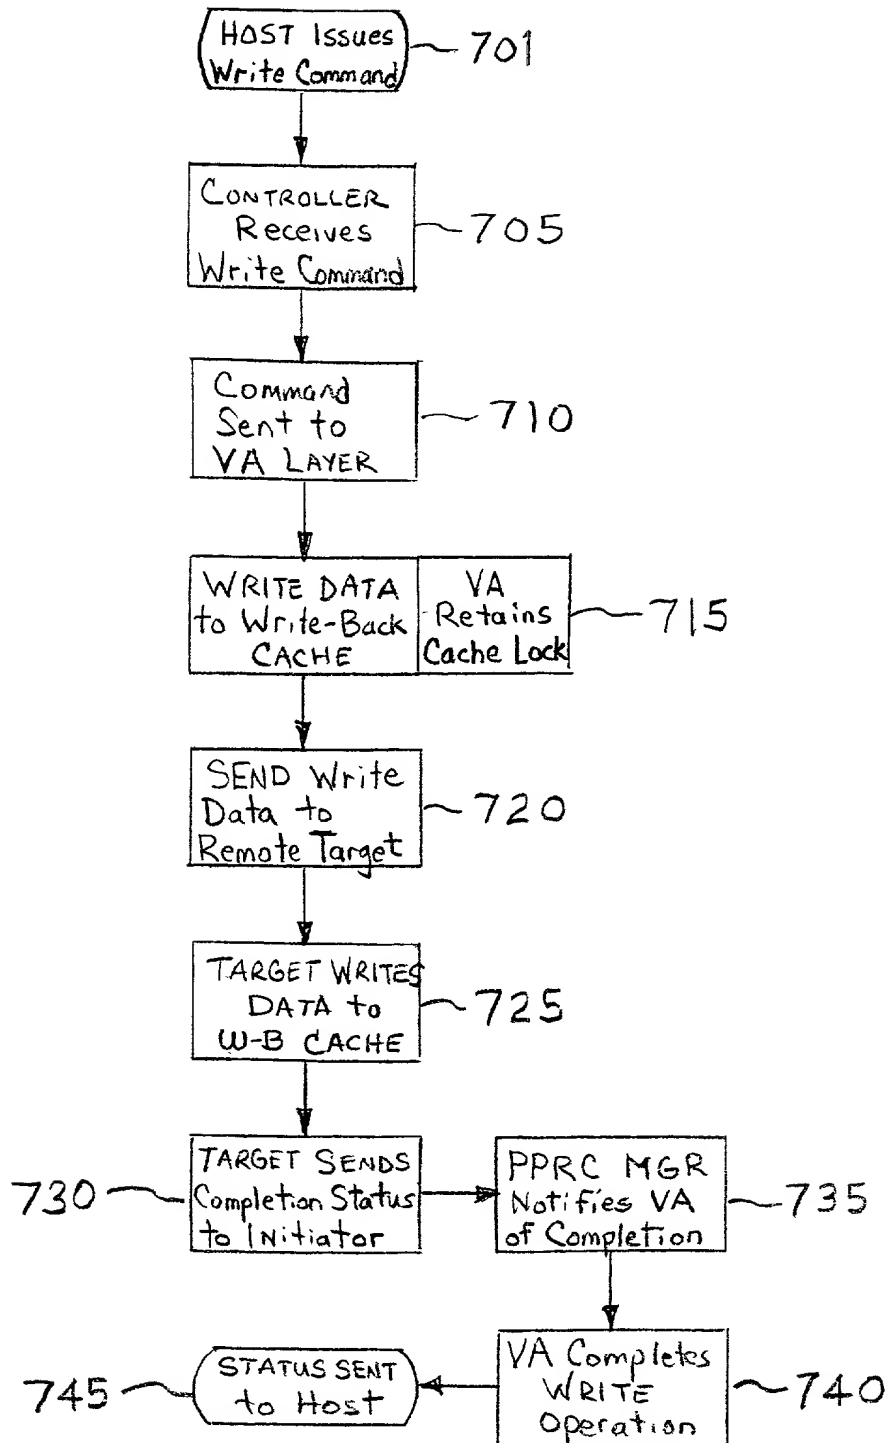 HOST Issues
Write Command
701
CONTROLLER
Receives
Write Command
705
Command
Sent to
VA LAYER
710
WRITE DATA
to Write-Back
CACHE
VA
Retains
Cache Lock
715
SEND Write
Data to
Remote Target
720
TARGET WRITES
DATA to
W-B CACHE
725
730
TARGET SENDS
Completion Status
to INitiator
PPRC MGR
Notifies VA
of Completion
735
745
STATUS SENT
to Host
VA Completes
WRITE
Operation
740